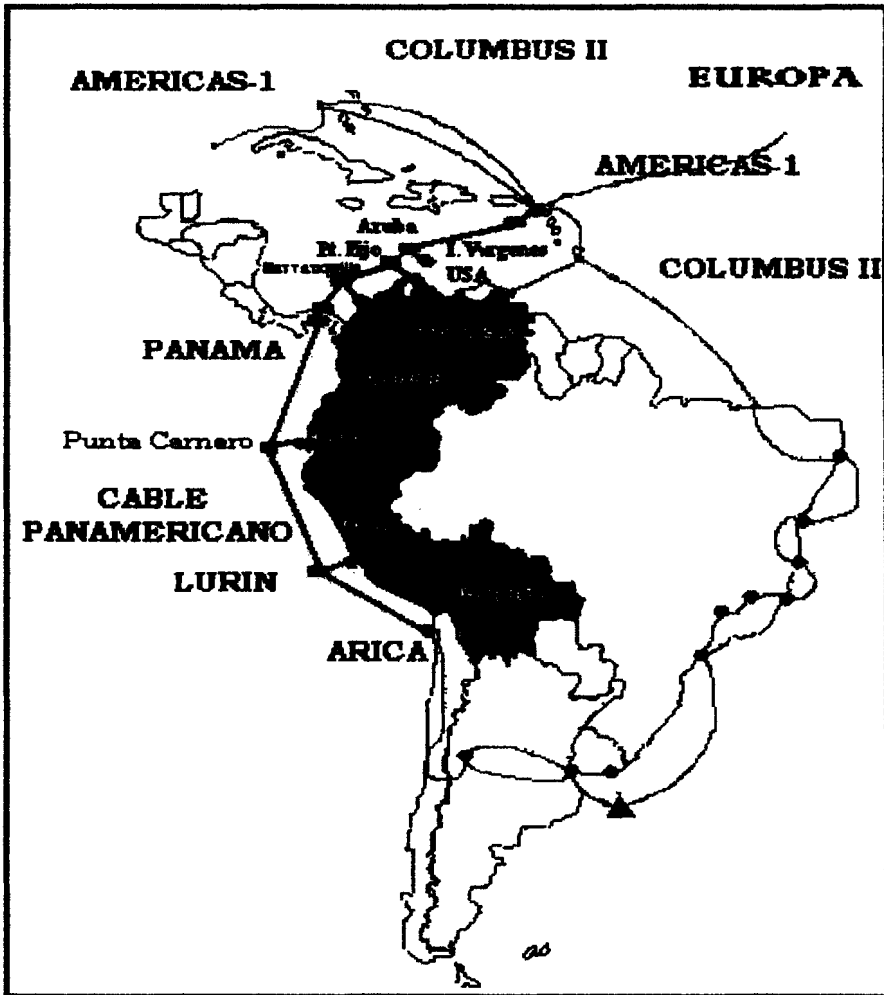 COLUMBUS II
AMERICAS-1
EUROPA
AMERICAS-1
Aruba
Pt. Fijo
I. Vergenes
USA
COLUMBUS II
PANAMA
Punta Carnero
CABLE
PANAMERICANO
LURIN
ARICA